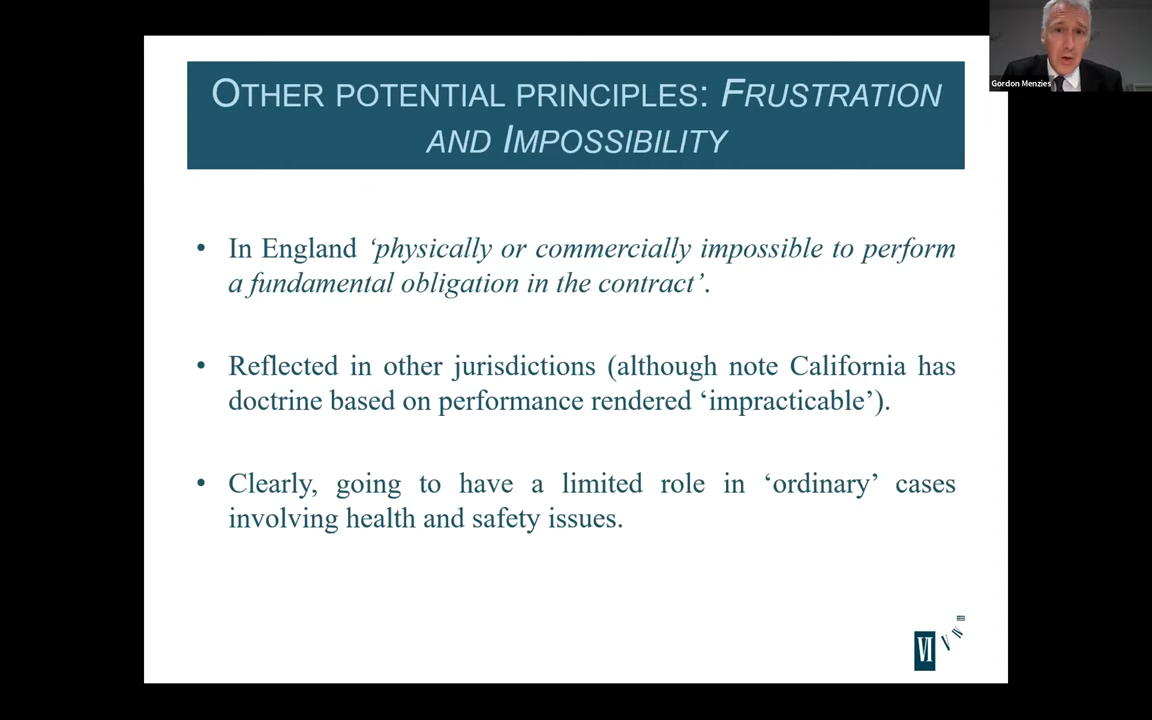 OTHER POTENTIAL PRINCIPLES: FRUSTRATION
AND IMPOSSIBILITY
Gordon Menzies
• In England ‘physically or commercially impossible to perform
a fundamental obligation in the contract’.
• Reflected in other jurisdictions (although note California has
doctrine based on performance rendered ‘impracticable’).
• Clearly, going to have a limited role in ‘ordinary’ cases
involving health and safety issues.
VI